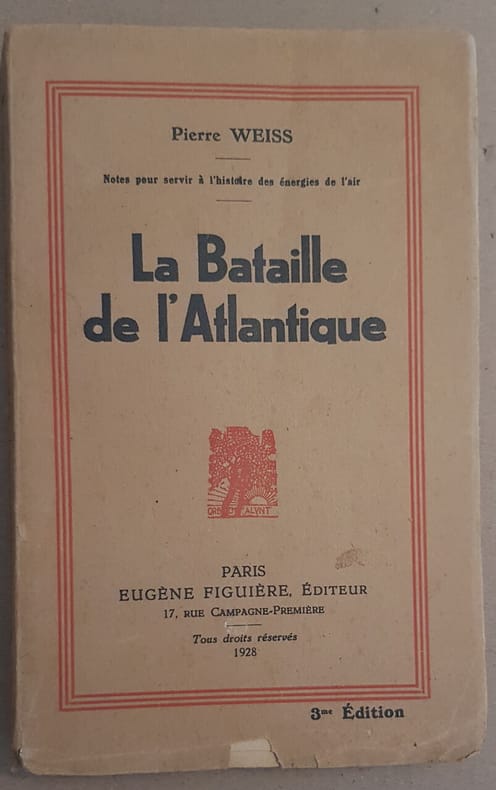 Pierre WEISS
Notes pour servir à l'histoire des énergies de l'air
La Bataille
de l'Atlantique
PARIS
EUGÈNE FIGUIÈRE, ÉDITEUR
17, RUE CAMPAGNE-PREMIÈRE
Tous droits réservés
1928
3me Édition